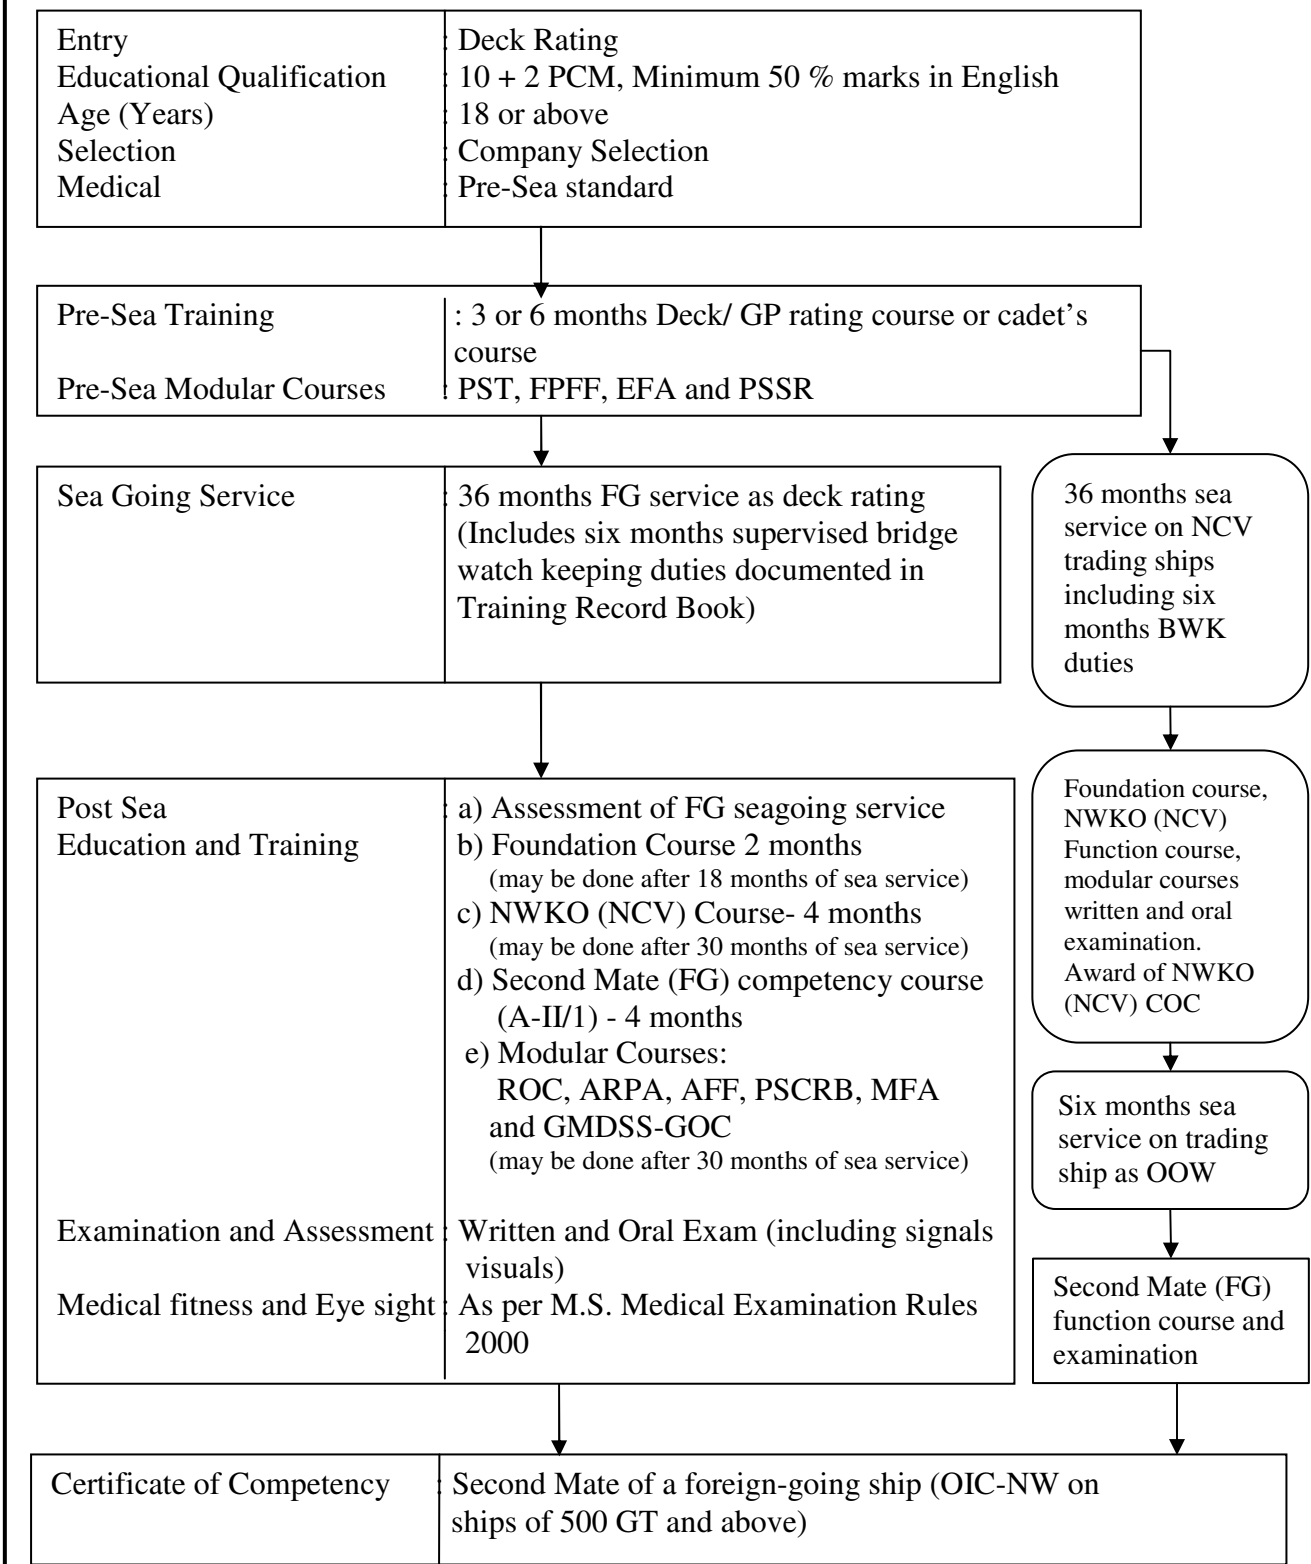 Entry : Deck Rating
Educational Qualification : 10 + 2 PCM, Minimum 50 % marks in English
Age (Years) : 18 or above
Selection : Company Selection
Medical : Pre-Sea standard
Pre-Sea Training : 3 or 6 months Deck/ GP rating course or cadet's
course
Pre-Sea Modular Courses : PST, FPFF, EFA and PSSR
Sea Going Service : 36 months FG service as deck rating
(Includes six months supervised bridge
watch keeping duties documented in
Training Record Book)
Post Sea : a) Assessment of FG seagoing service
Education and Training b) Foundation Course 2 months
(may be done after 18 months of sea service)
c) NWKO (NCV) Course- 4 months
(may be done after 30 months of sea service)
d) Second Mate (FG) competency course
(A-II/1) - 4 months
e) Modular Courses:
ROC, ARPA, AFF, PSCRB, MFA
and GMDSS-GOC
(may be done after 30 months of sea service)
Examination and Assessment : Written and Oral Exam (including signals
visuals)
Medical fitness and Eye sight : As per M.S. Medical Examination Rules
2000
36 months sea
service on NCV
trading ships
including six
months BWK
duties
Foundation course,
NWKO (NCV)
Function course,
modular courses
written and oral
examination.
Award of NWKO
(NCV) COC
Six months sea
service on trading
ship as OOW
Second Mate (FG)
function course and
examination
Certificate of Competency : Second Mate of a foreign-going ship (OIC-NW on
ships of 500 GT and above)